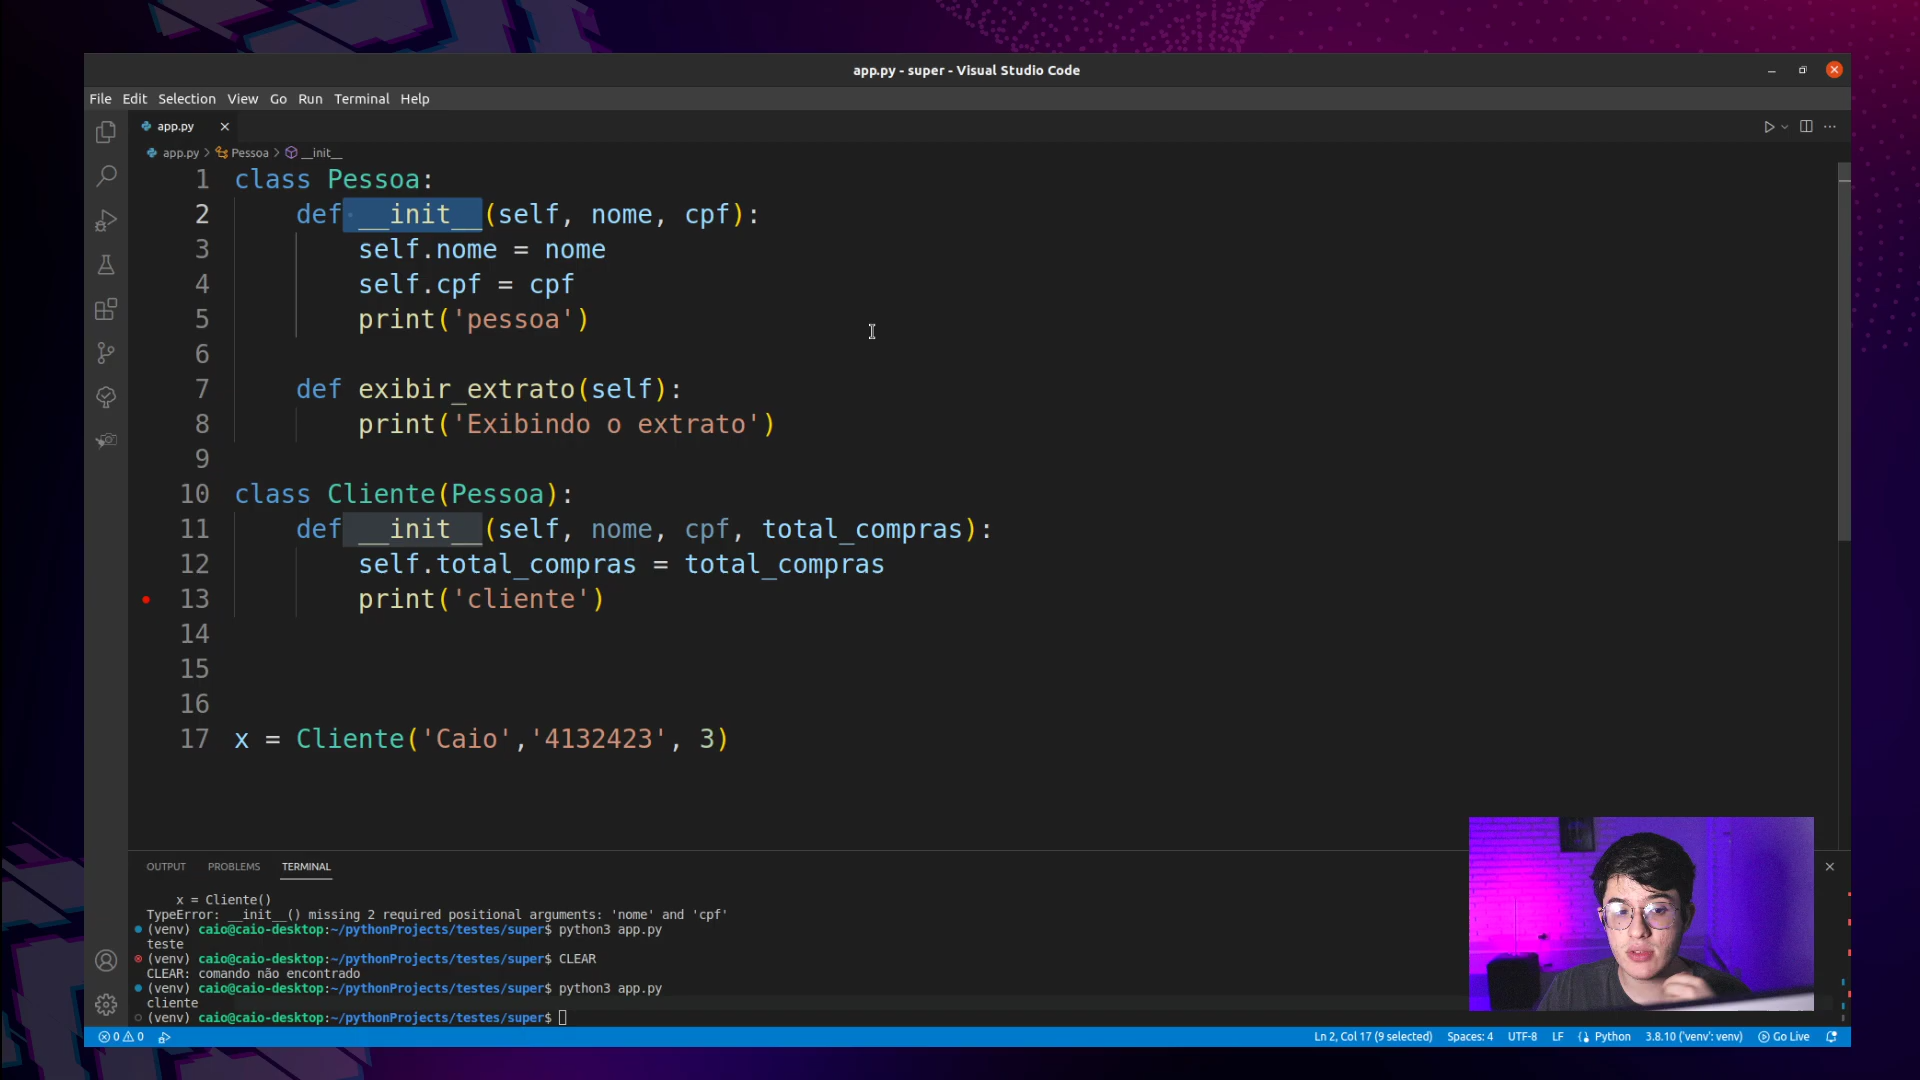 app.py - super - Visual Studio Code
File Edit Selection View Go Run Terminal Help
app.py
app.py > Pessoa > __init__
1 class Pessoa:
2 def __init__(self, nome, cpf):
3 self.nome = nome
4 self.cpf = cpf
5 print('pessoa')
6
7 def exibir_extrato(self):
8 print('Exibindo o extrato')
9
10 class Cliente(Pessoa):
11 def __init__(self, nome, cpf, total_compras):
12 self.total_compras = total_compras
13 print('cliente')
14
15
16
17 x = Cliente('Caio','4132423', 3)
OUTPUT PROBLEMS TERMINAL
x = Cliente()
TypeError: __init__() missing 2 required positional arguments: 'nome' and 'cpf'
(venv) caio@caio-desktop:~/pythonProjects/testes/super$ python3 app.py
teste
(venv) caio@caio-desktop:~/pythonProjects/testes/super$ CLEAR
CLEAR: comando não encontrado
(venv) caio@caio-desktop:~/pythonProjects/testes/super$ python3 app.py
cliente
(venv) caio@caio-desktop:~/pythonProjects/testes/super$
0 0 Ln 2, Col 17 (9 selected) Spaces: 4 UTF-8 LF Python 3.8.10 ('venv': venv) Go Live